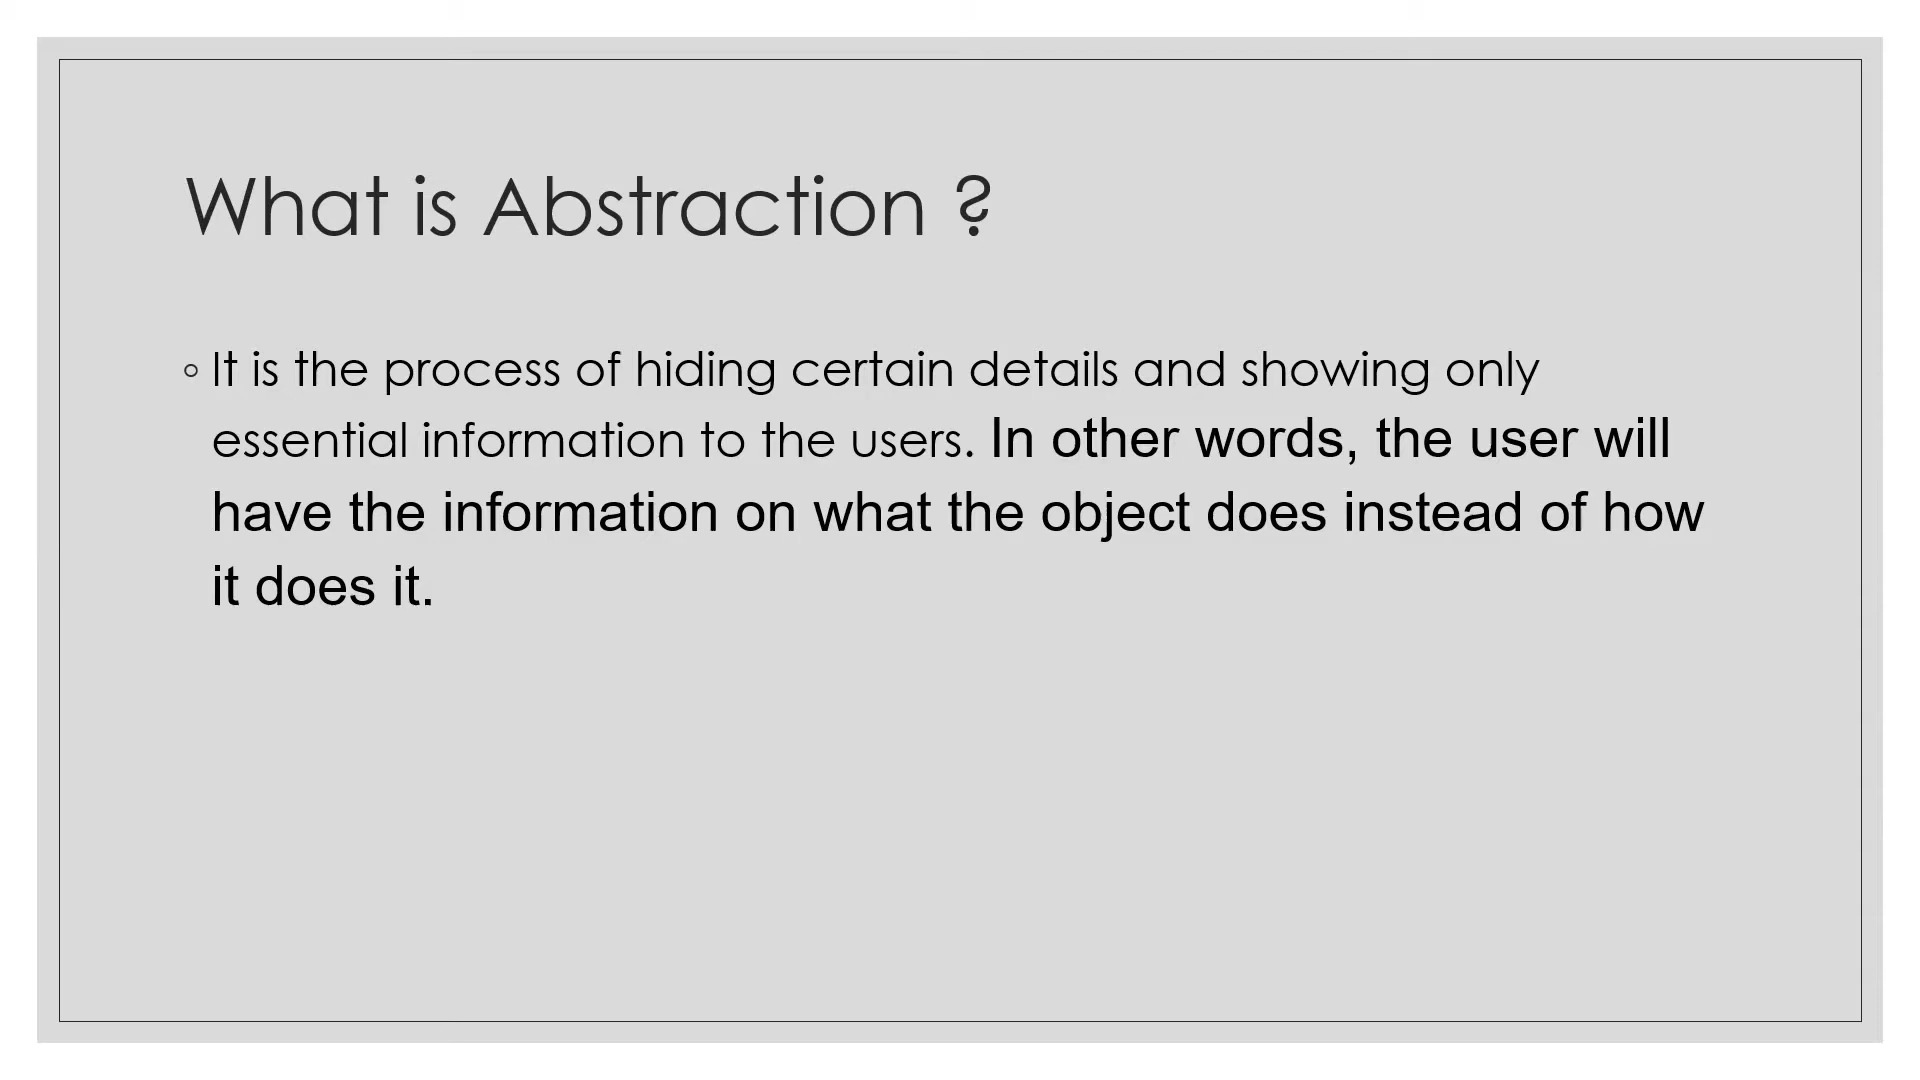 What is Abstraction ?
◦ It is the process of hiding certain details and showing only
essential information to the users. In other words, the user will
have the information on what the object does instead of how
it does it.